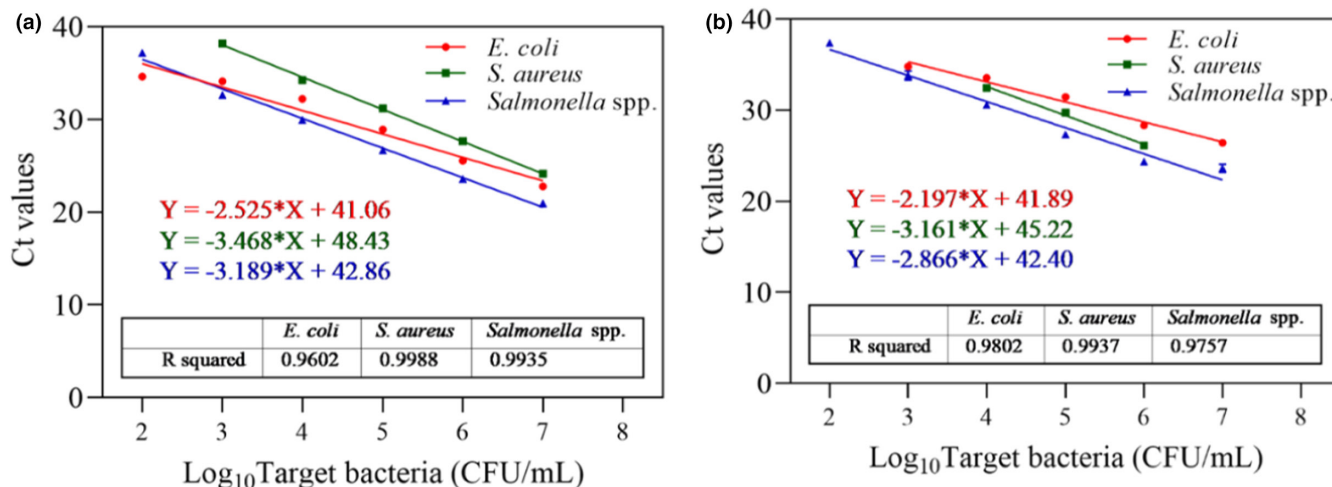 (a)
40
30
20
10
0
Ct values
E. coli
S. aureus
Salmonella spp.
Y = -2.525*X + 41.06
Y = -3.468*X + 48.43
Y = -3.189*X + 42.86
E. coli S. aureus Salmonella spp.
R squared 0.9602 0.9988 0.9935
2 3 4 5 6 7 8
Log₁₀Target bacteria (CFU/mL)
(b)
40
30
20
10
0
Ct values
E. coli
S. aureus
Salmonella spp.
Y = -2.197*X + 41.89
Y = -3.161*X + 45.22
Y = -2.866*X + 42.40
E. coli S. aureus Salmonella spp.
R squared 0.9802 0.9937 0.9757
2 3 4 5 6 7 8
Log₁₀Target bacteria (CFU/mL)